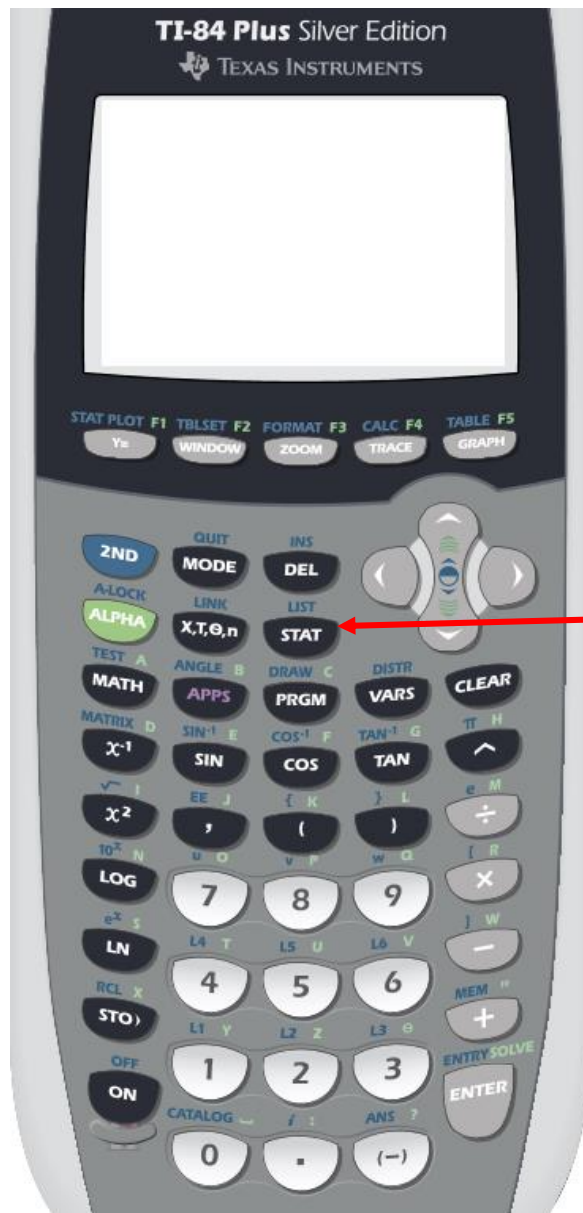 TI-84 Plus Silver Edition
TEXAS INSTRUMENTS
STAT PLOT F1 TBLSET F2 FORMAT F3 CALC F4 TABLE F5
Y= WINDOW ZOOM TRACE GRAPH
QUIT INS
2ND MODE DEL
A-LOCK LINK LIST
ALPHA X,T,Θ,n STAT
TEST A ANGLE B DRAW C DISTR
MATH APPS PRGM VARS CLEAR
MATRIX D SIN⁻¹ E COS⁻¹ F TAN⁻¹ G π H
x⁻¹ SIN COS TAN ^
√ I EE J { K } L e M
x² , ( ) ÷
10ˣ N u O v P w Q [ R
LOG 7 8 9 ×
eˣ S L4 T L5 U L6 V ] W
LN 4 5 6 −
RCL X L1 Y L2 Z L3 θ MEM "
STO› 1 2 3 +
OFF ENTRY SOLVE
ON ENTER
CATALOG ⎵ i : ANS ?
0 . (−)